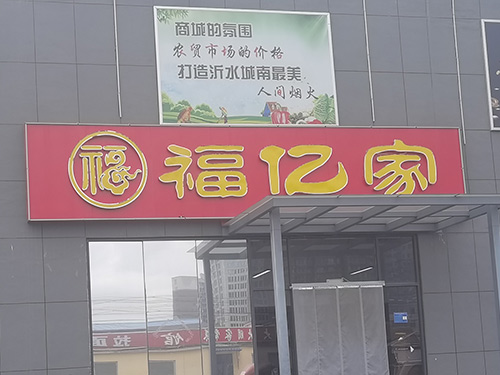 商城的氛围
农贸市场的价格
打造沂水城南最美
人间烟火
福 福亿家